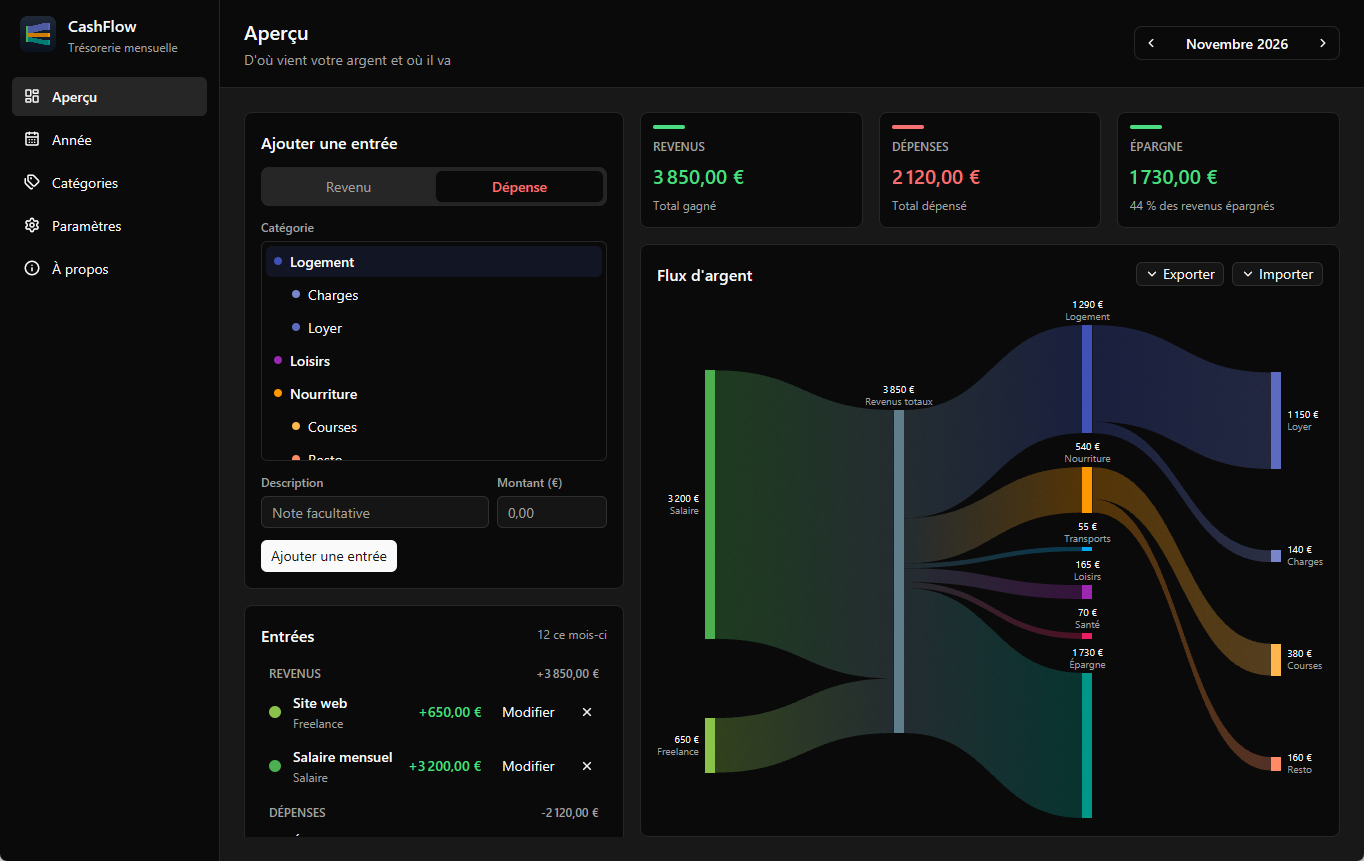 CashFlow
Trésorerie mensuelle
Aperçu
Année
Catégories
Paramètres
À propos
Aperçu
D'où vient votre argent et où il va
Novembre 2026
Ajouter une entrée
Revenu
Dépense
Catégorie
Logement
Charges
Loyer
Loisirs
Nourriture
Courses
Resto
Description
Montant (€)
Note facultative
0,00
Ajouter une entrée
Entrées
12 ce mois-ci
REVENUS
+3 850,00 €
Site web
Freelance
+650,00 €
Modifier
Salaire mensuel
Salaire
+3 200,00 €
Modifier
DÉPENSES
-2 120,00 €
REVENUS
3 850,00 €
Total gagné
DÉPENSES
2 120,00 €
Total dépensé
ÉPARGNE
1 730,00 €
44 % des revenus épargnés
Flux d'argent
Exporter
Importer
3 200 €
Salaire
650 €
Freelance
3 850 €
Revenus totaux
1 290 €
Logement
540 €
Nourriture
55 €
Transports
165 €
Loisirs
70 €
Santé
1 730 €
Épargne
1 150 €
Loyer
140 €
Charges
380 €
Courses
160 €
Resto